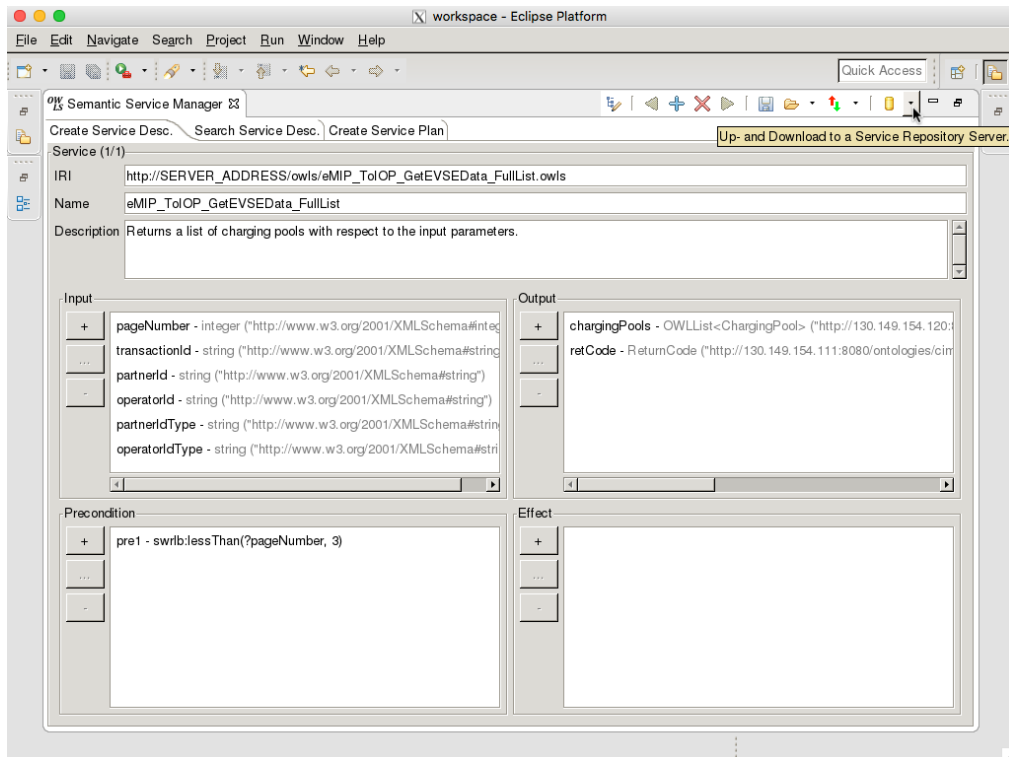 workspace - Eclipse Platform
File Edit Navigate Search Project Run Window Help
Quick Access
OWLS Semantic Service Manager
Create Service Desc. Search Service Desc. Create Service Plan
Up- and Download to a Service Repository Server.
Service (1/1)
IRI http://SERVER_ADDRESS/owls/eMIP_ToIOP_GetEVSEData_FullList.owls
Name eMIP_ToIOP_GetEVSEData_FullList
Description Returns a list of charging pools with respect to the input parameters.
Input
+
...
-
pageNumber - integer ("http://www.w3.org/2001/XMLSchema#integ
transactionId - string ("http://www.w3.org/2001/XMLSchema#string
partnerId - string ("http://www.w3.org/2001/XMLSchema#string")
operatorId - string ("http://www.w3.org/2001/XMLSchema#string")
partnerIdType - string ("http://www.w3.org/2001/XMLSchema#strin
operatorIdType - string ("http://www.w3.org/2001/XMLSchema#stri
Output
+
...
-
chargingPools - OWLList<ChargingPool> ("http://130.149.154.120:8
retCode - ReturnCode ("http://130.149.154.111:8080/ontologies/cim
Precondition
+
...
-
pre1 - swrlb:lessThan(?pageNumber, 3)
Effect
+
...
-